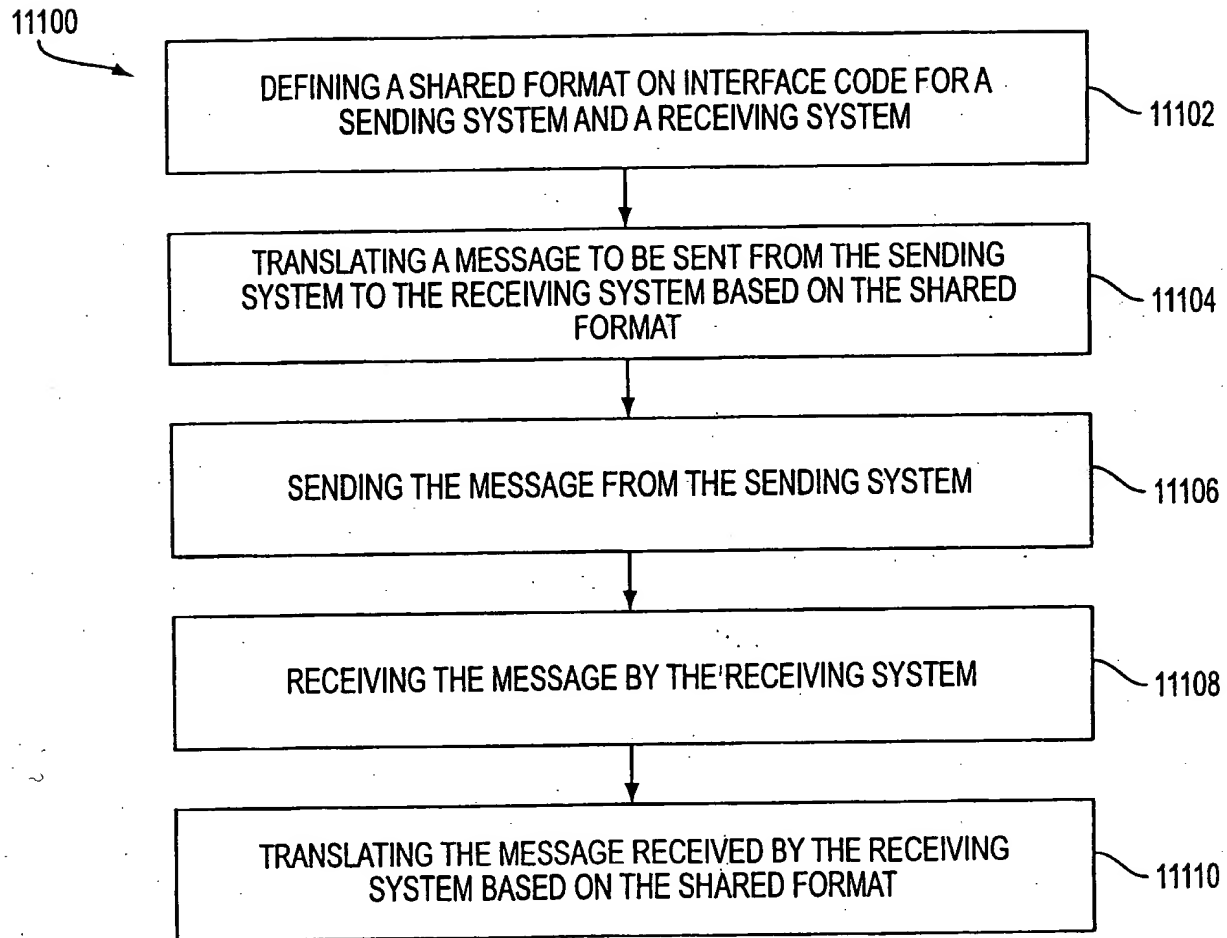 11100
DEFINING A SHARED FORMAT ON INTERFACE CODE FOR A
SENDING SYSTEM AND A RECEIVING SYSTEM
11102
TRANSLATING A MESSAGE TO BE SENT FROM THE SENDING
SYSTEM TO THE RECEIVING SYSTEM BASED ON THE SHARED
FORMAT
11104
SENDING THE MESSAGE FROM THE SENDING SYSTEM
11106
RECEIVING THE MESSAGE BY THE RECEIVING SYSTEM
11108
TRANSLATING THE MESSAGE RECEIVED BY THE RECEIVING
SYSTEM BASED ON THE SHARED FORMAT
11110